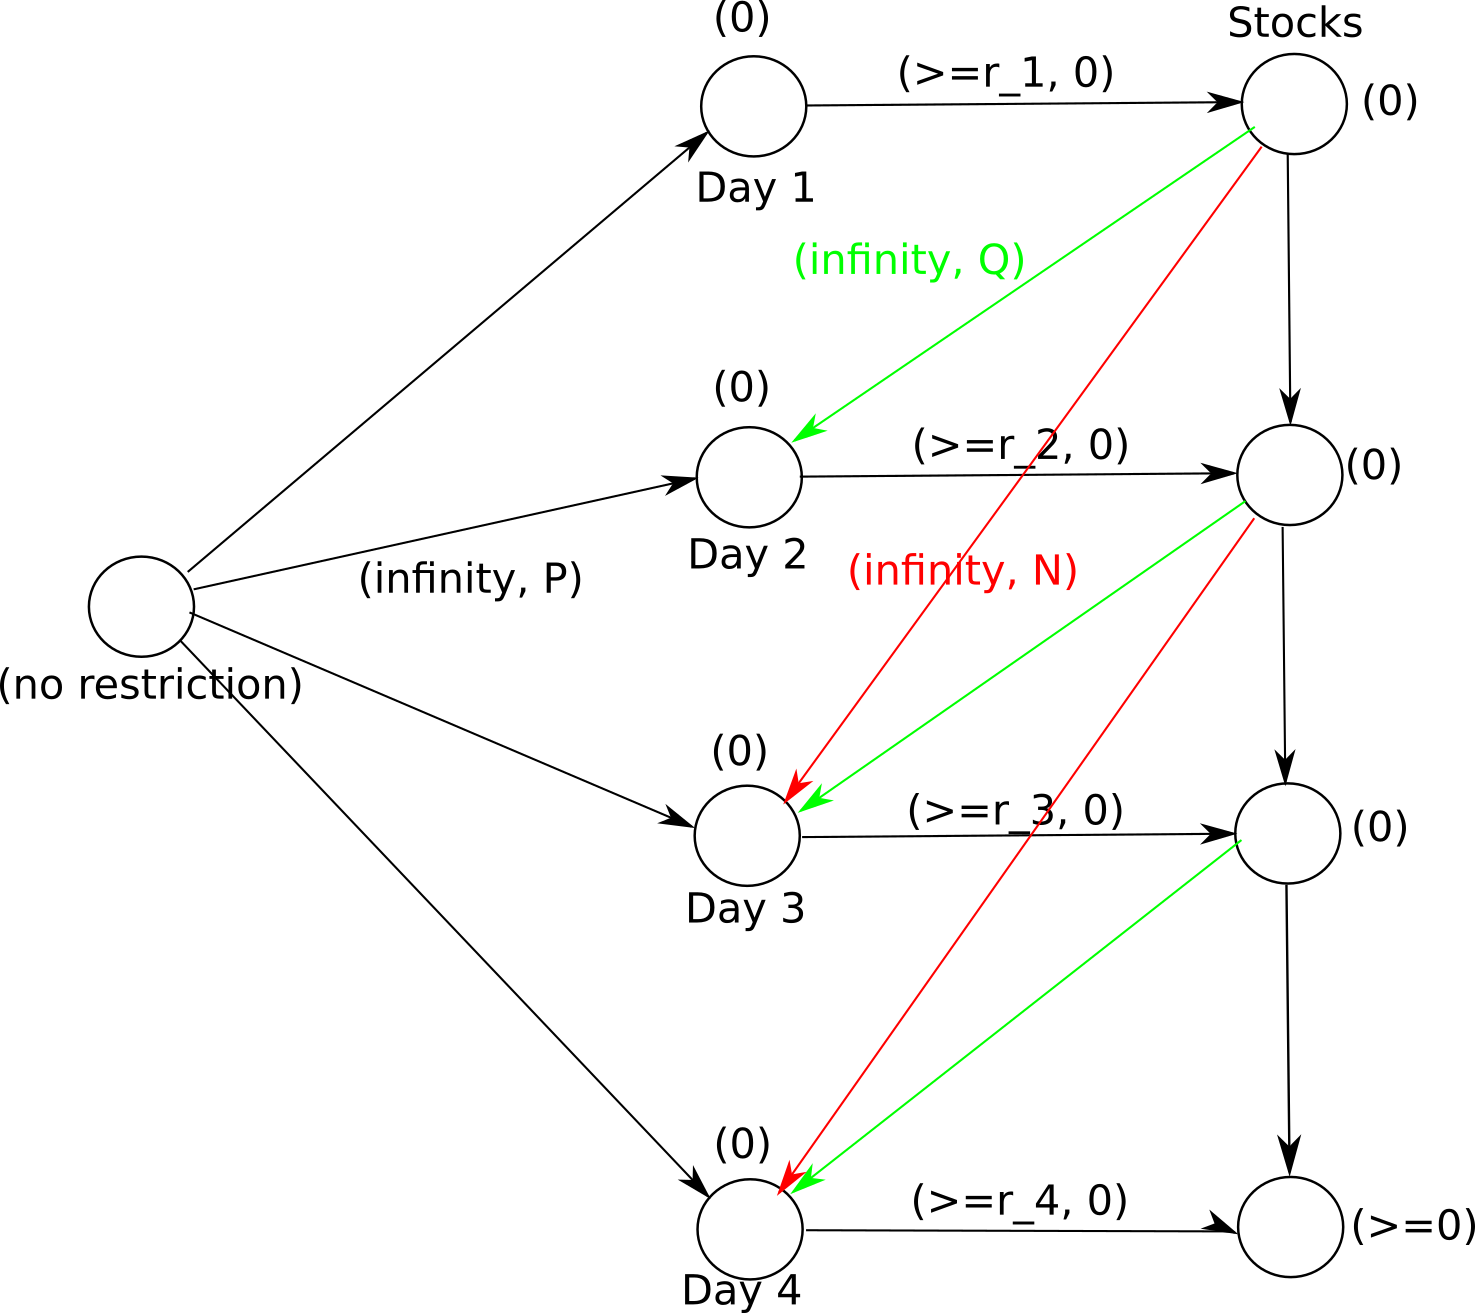 (0)
Stocks
(>=r_1, 0)
(0)
Day 1
(infinity, Q)
(0)
(>=r_2, 0)
(0)
Day 2
(infinity, N)
(infinity, P)
(no restriction)
(0)
(>=r_3, 0)
(0)
Day 3
(0)
(>=r_4, 0)
(>=0)
Day 4